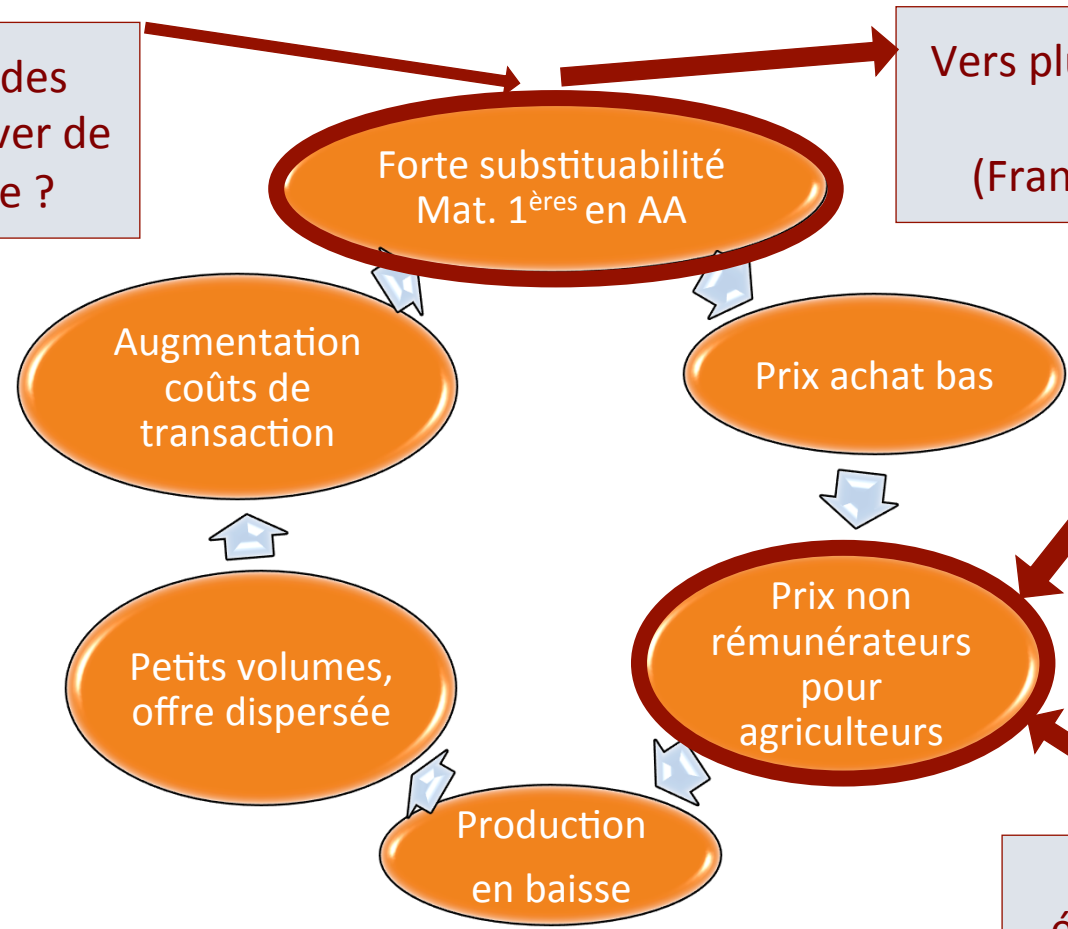 des
ver de
e ?
Vers pl
(Fran
Forte substituabilité
Mat. 1ères en AA
Prix achat bas
Prix non
rémunérateurs
pour
agriculteurs
Production
en baisse
Petits volumes,
offre dispersée
Augmentation
coûts de
transaction